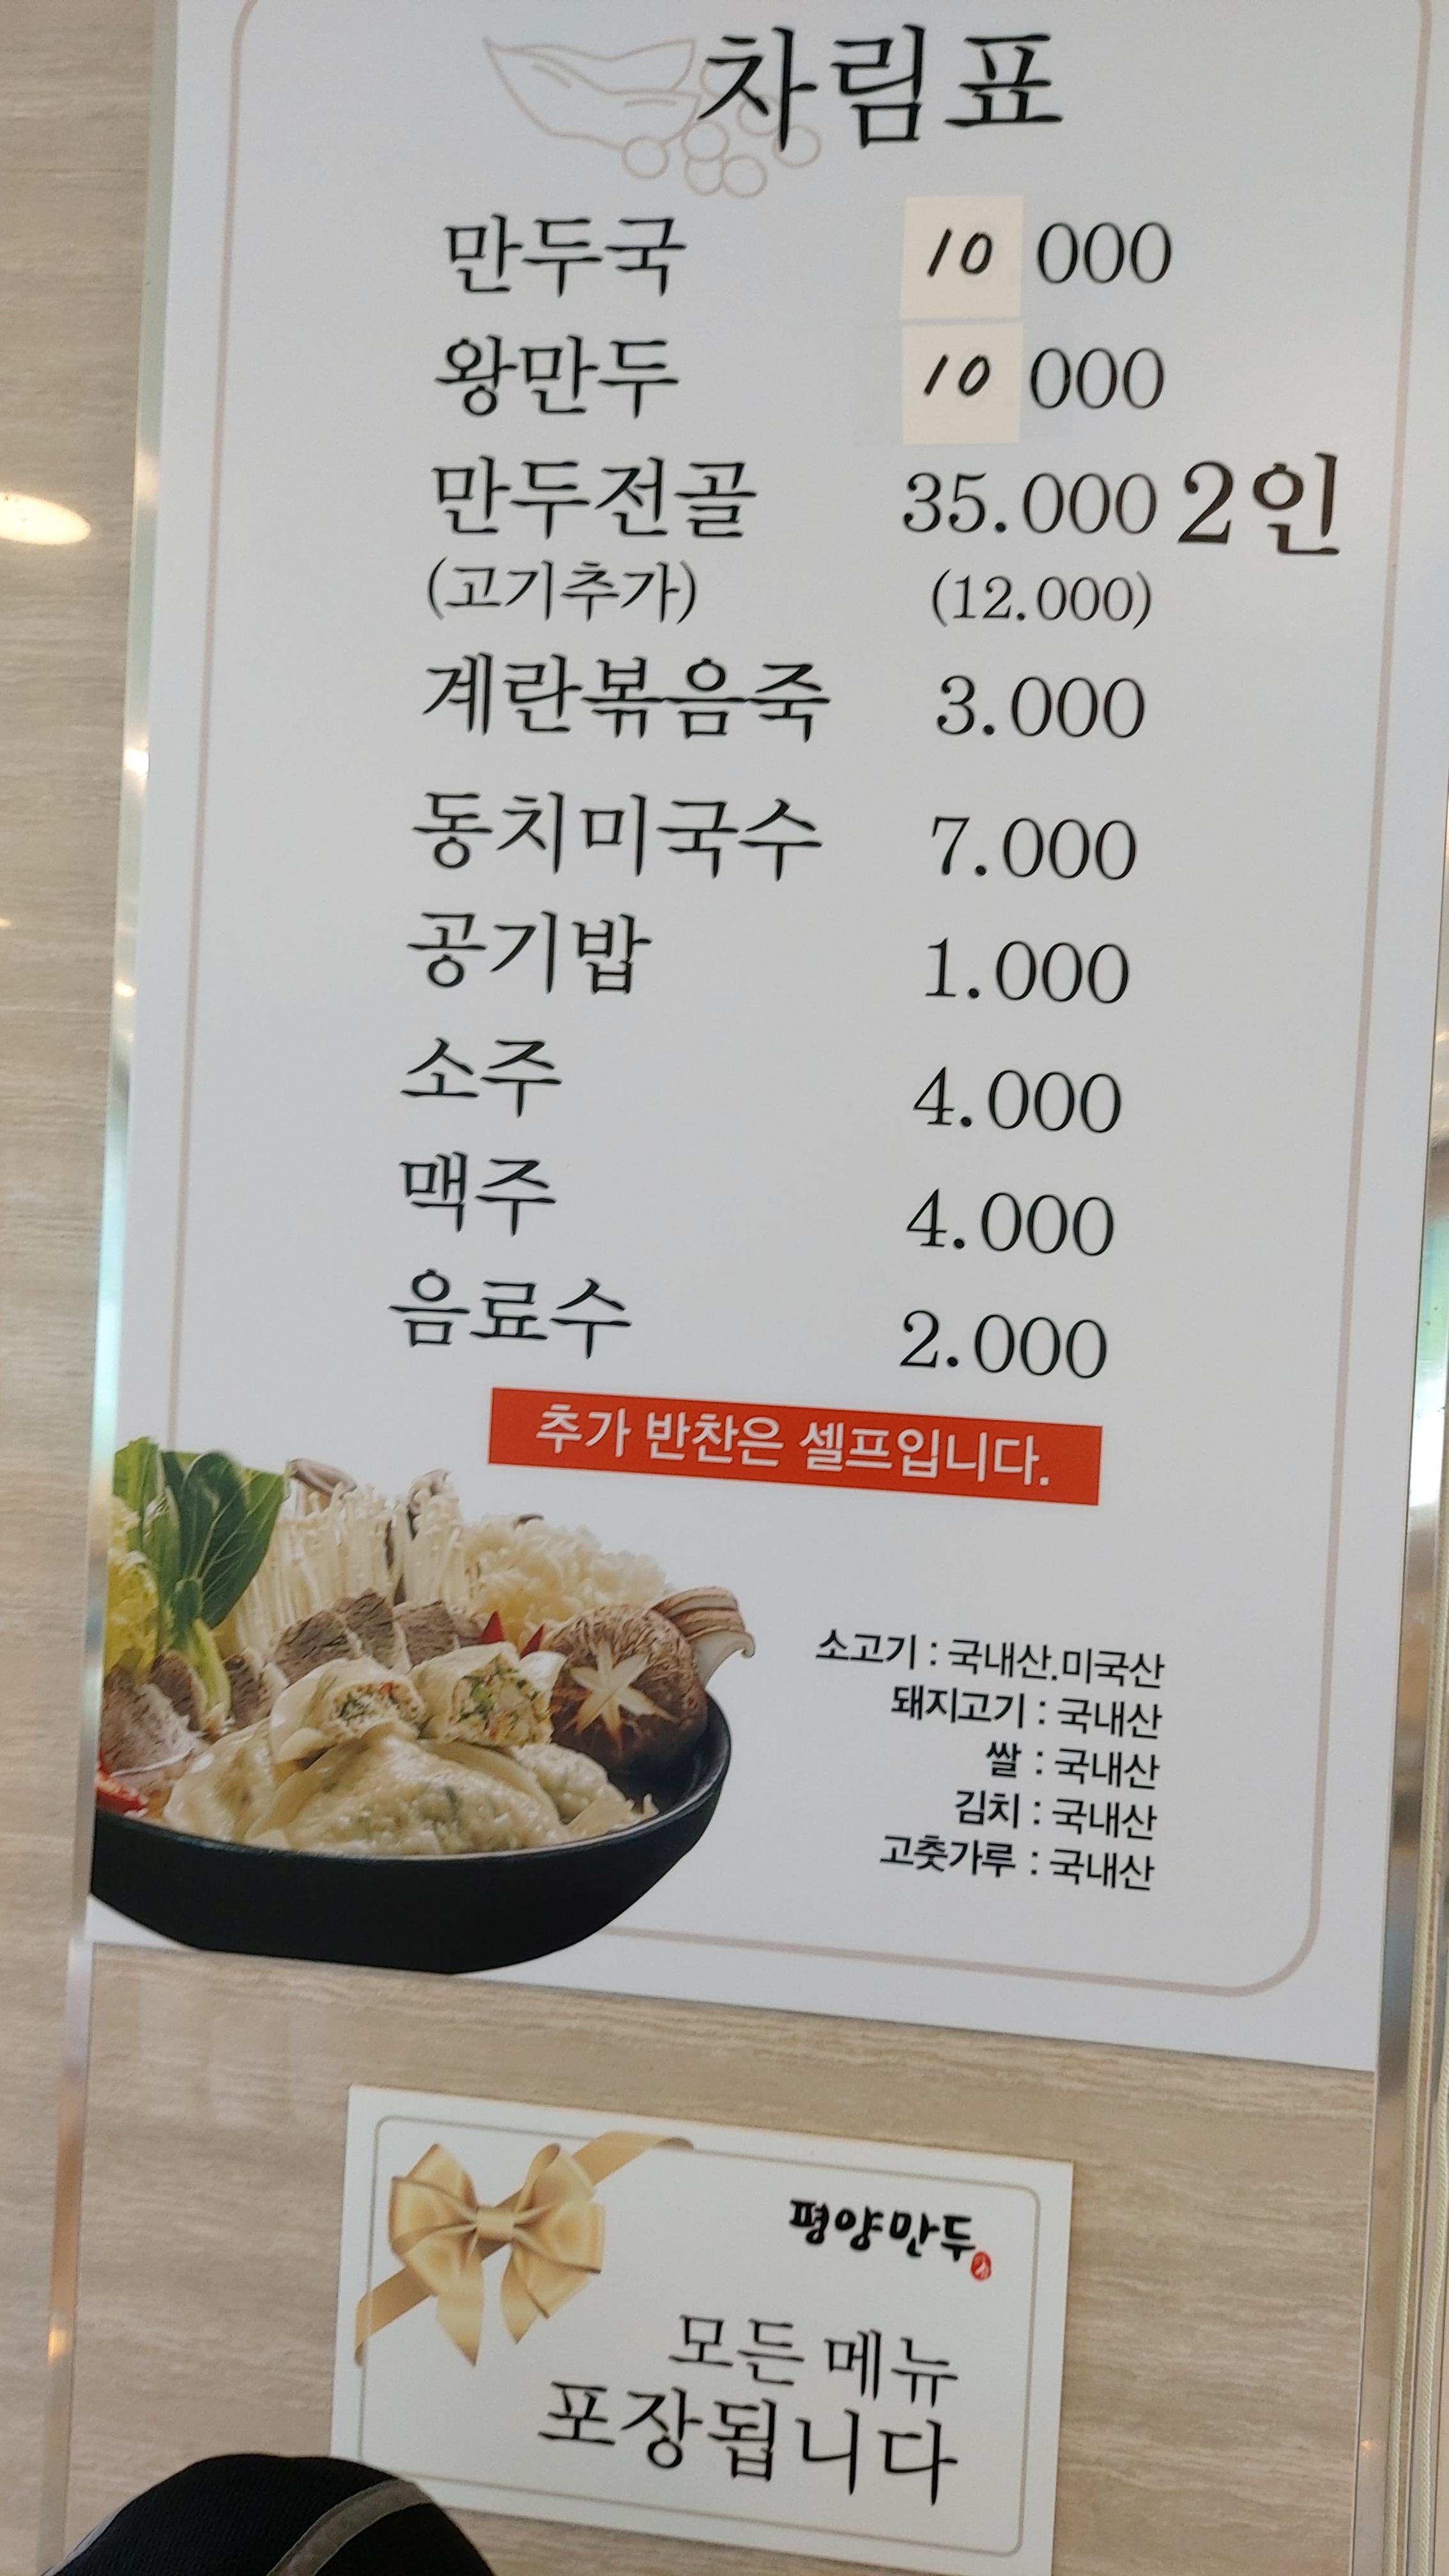 차림표
만두국 10 000
왕만두 10 000
만두전골 35.000 2인
(고기추가) (12.000)
계란볶음죽 3.000
동치미국수 7.000
공기밥 1.000
소주 4.000
맥주 4.000
음료수 2.000
추가 반찬은 셀프입니다.
소고기 : 국내산.미국산
돼지고기 : 국내산
쌀 : 국내산
김치 : 국내산
고춧가루 : 국내산
평양만두
모든 메뉴
포장됩니다